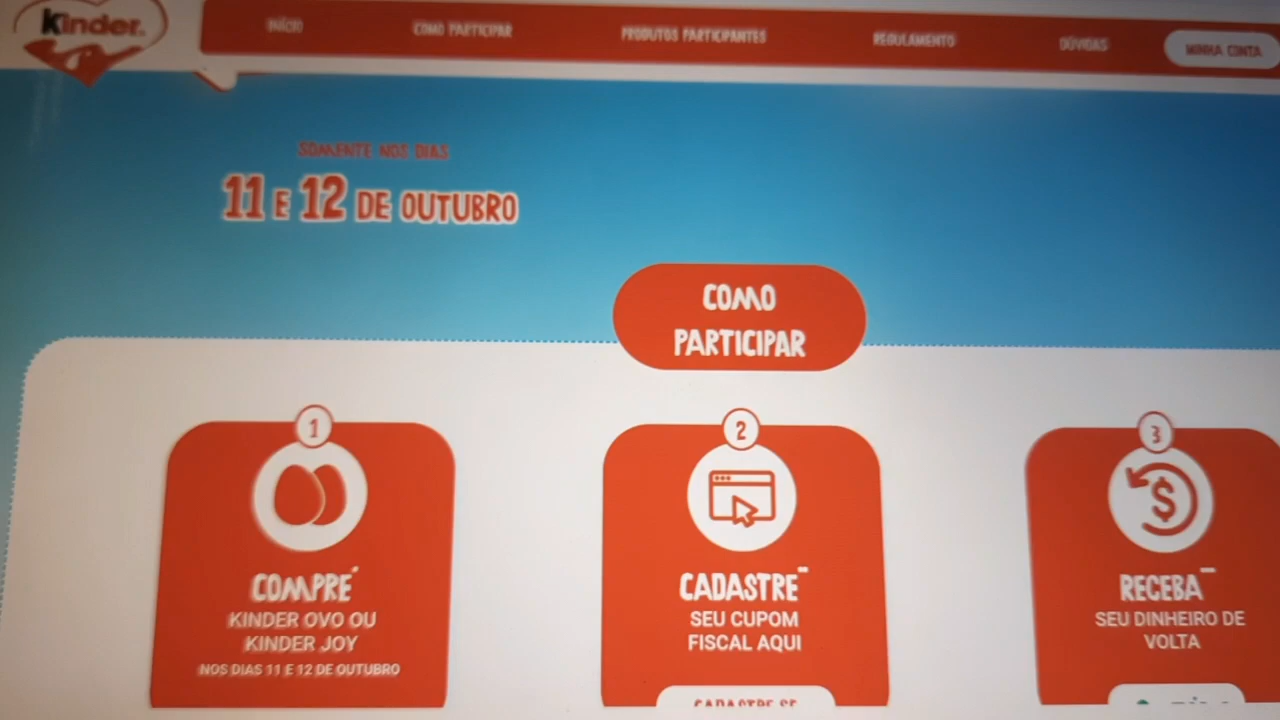 Kinder
INÍCIO
COMO PARTICIPAR
PRODUTOS PARTICIPANTES
REGULAMENTO
DÚVIDAS
MINHA CONTA
SOMENTE NOS DIAS
11 E 12 DE OUTUBRO
COMO
PARTICIPAR
1
COMPRE*
KINDER OVO OU
KINDER JOY
NOS DIAS 11 E 12 DE OUTUBRO
2
CADASTRE**
SEU CUPOM
FISCAL AQUI
CADASTRE-SE
3
RECEBA***
SEU DINHEIRO DE
VOLTA